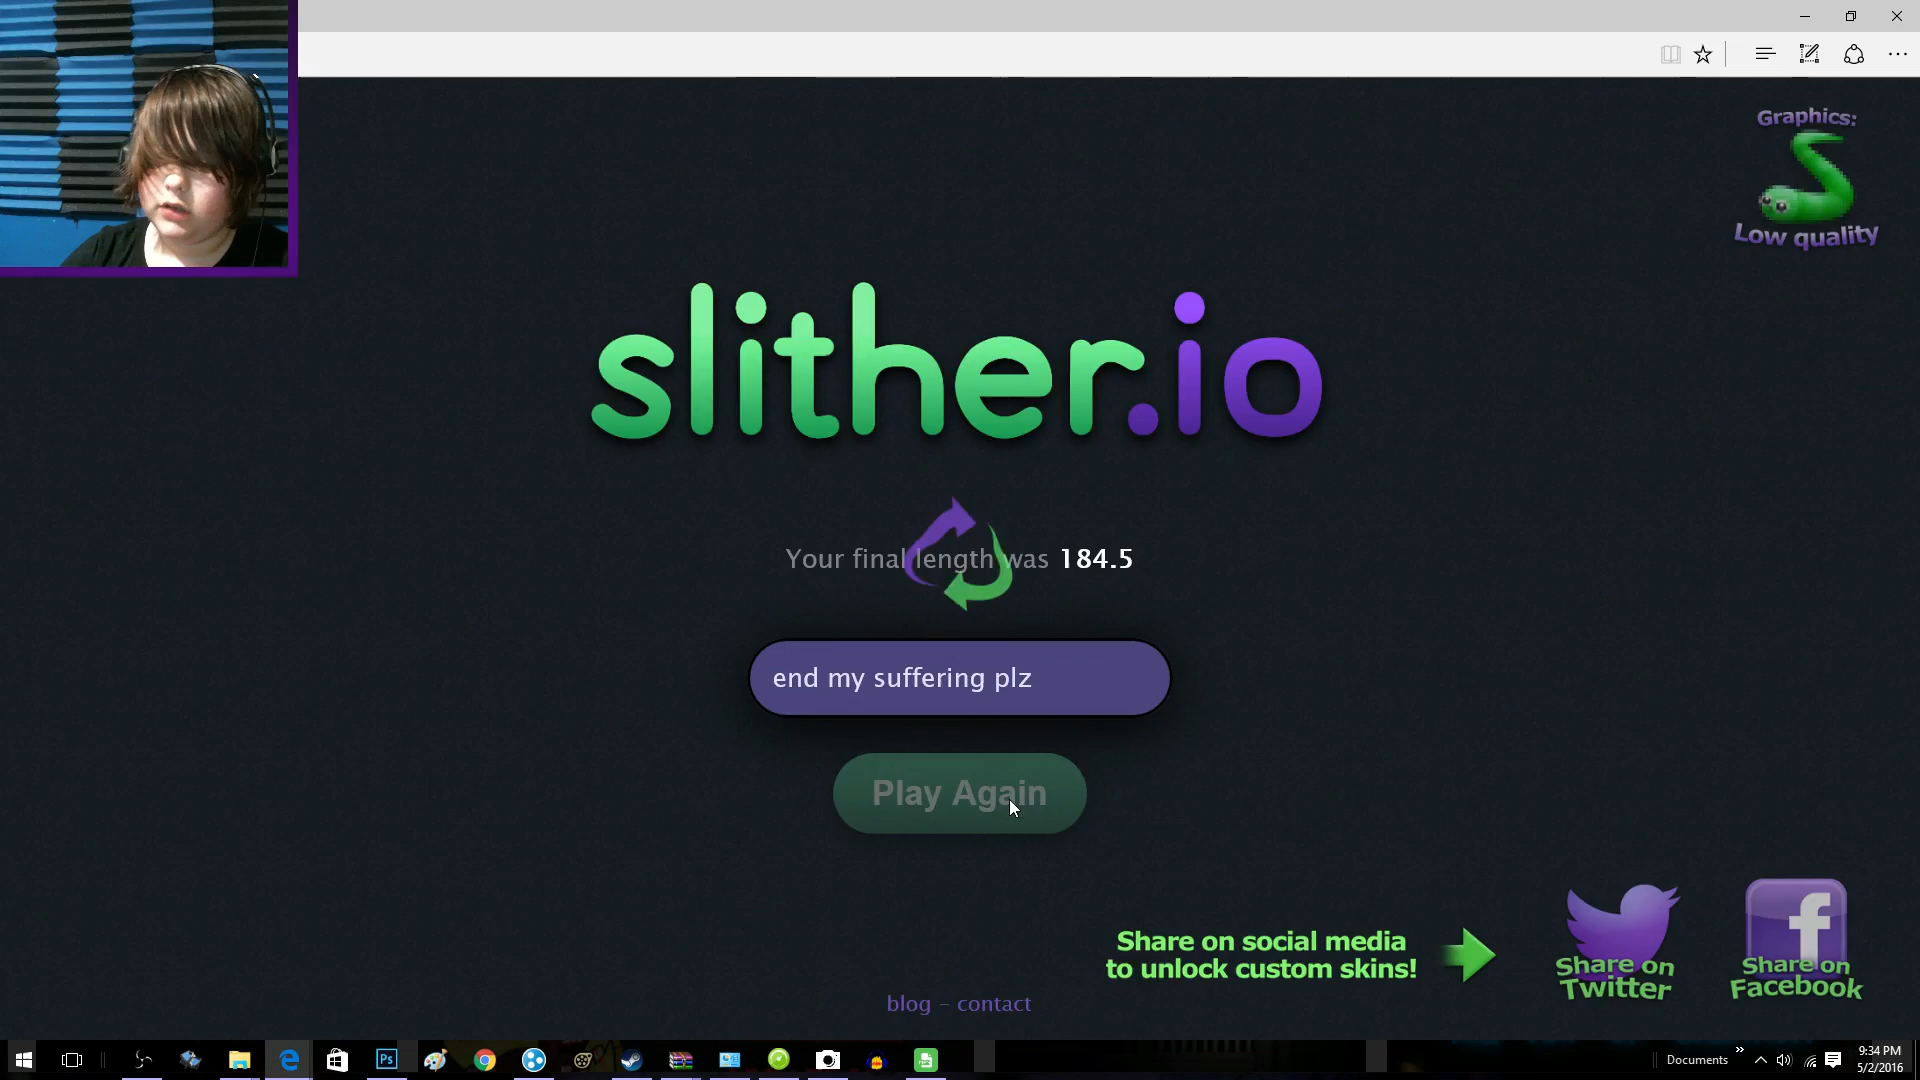 Graphics:
Low quality
slither.io
Your final length was 184.5
end my suffering plz
Play Again
Share on social media
to unlock custom skins!
Share on
Twitter
Share on
Facebook
blog - contact
Ps
Documents
9:34 PM
5/2/2016